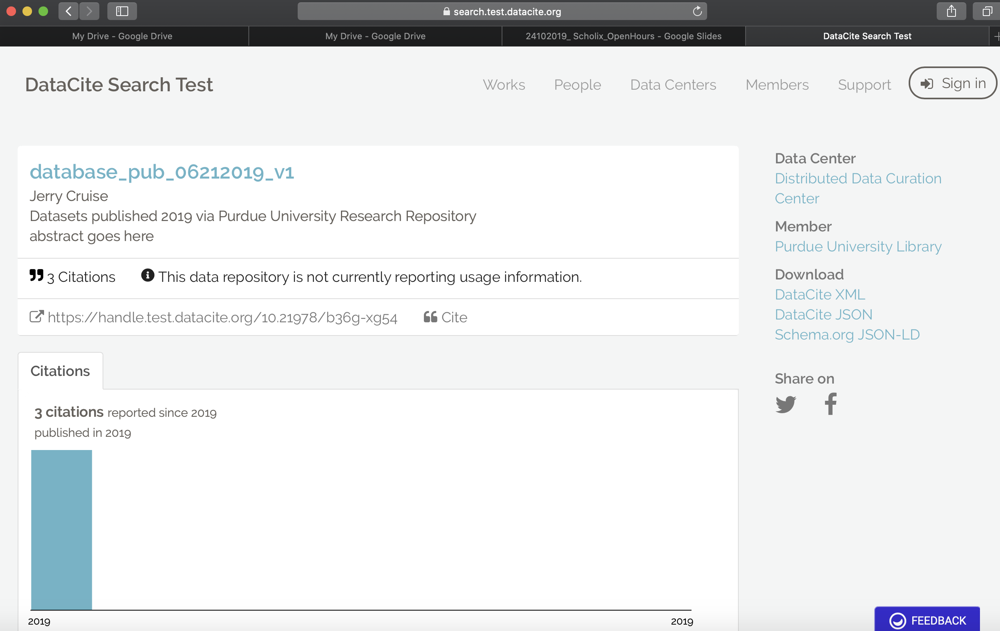 search.test.datacite.org
My Drive - Google Drive
My Drive - Google Drive
24102019_ Scholix_OpenHours - Google Slides
DataCite Search Test
DataCite Search Test
Works
People
Data Centers
Members
Support
Sign in
database_pub_06212019_v1
Jerry Cruise
Datasets published 2019 via Purdue University Research Repository
abstract goes here
3 Citations
This data repository is not currently reporting usage information.
https://handle.test.datacite.org/10.21978/b36g-xg54
Cite
Data Center
Distributed Data Curation
Center
Member
Purdue University Library
Download
DataCite XML
DataCite JSON
Schema.org JSON-LD
Share on
Citations
3 citations reported since 2019
published in 2019
2019
2019
FEEDBACK